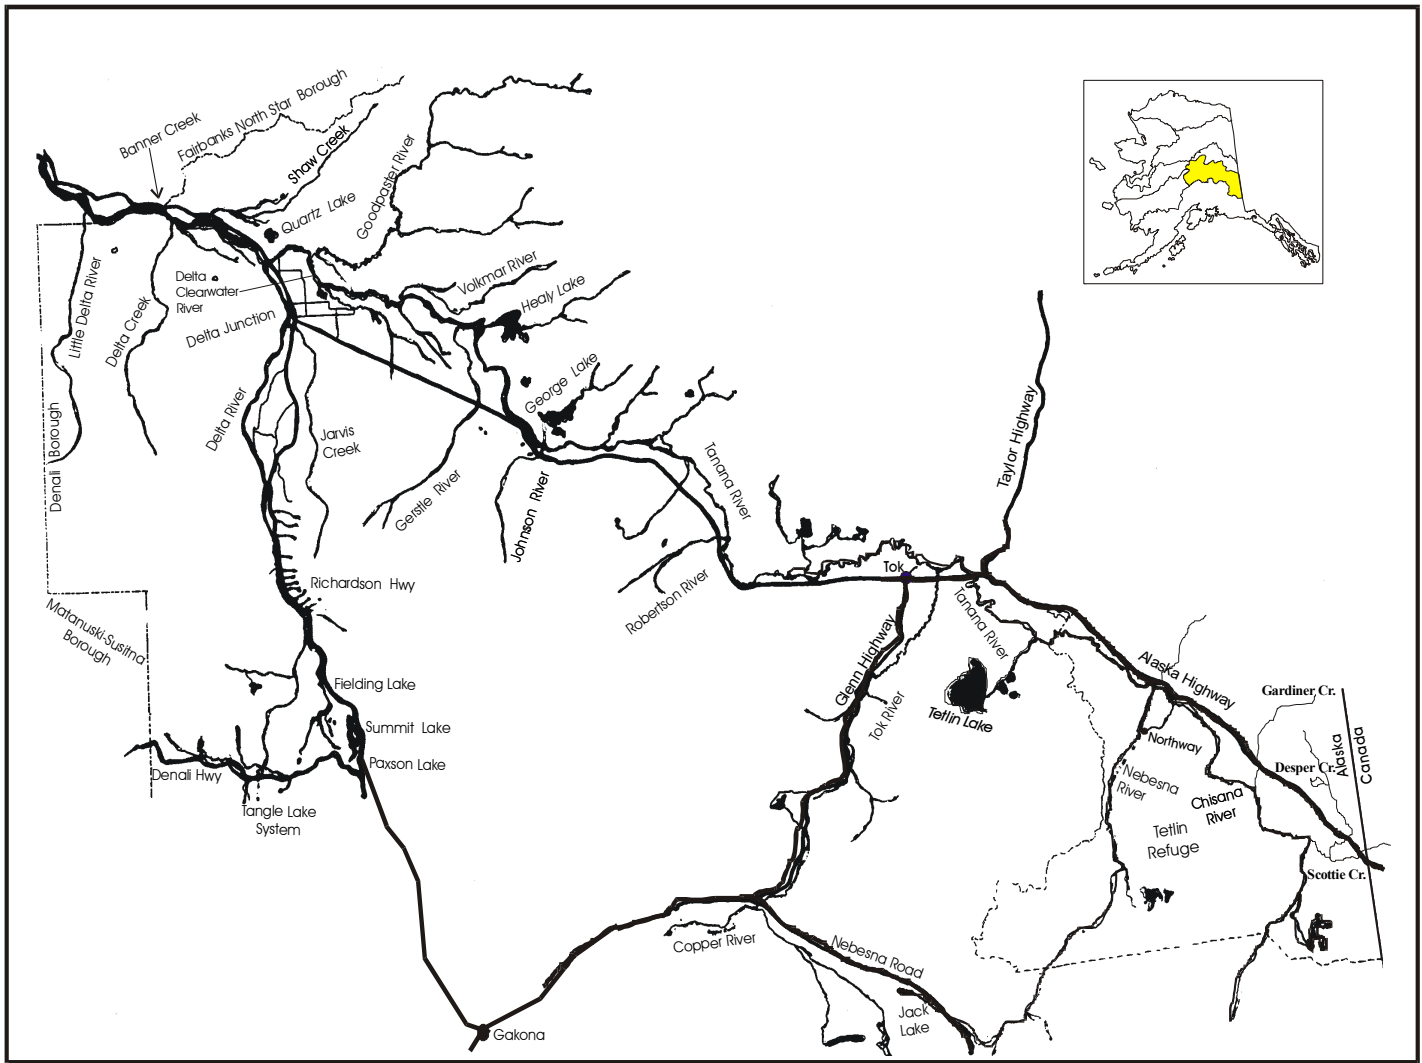 Banner Creek
Fairbanks North Star Borough
Shaw Creek
Goodpaster River
Quartz Lake
Delta
Clearwater
River
Volkmar River
Healy Lake
Little Delta River
Delta Creek
Delta Junction
George Lake
Taylor Highway
Denali Borough
Delta River
Jarvis
Creek
Gerstle River
Johnson River
Tanana River
Richardson Hwy
Robertson River
Tok
Tanana River
Matanuski-Susitna
Borough
Glenn Highway
Alaska Highway
Fielding Lake
Tetlin Lake
Gardiner Cr.
Tok River
Summit Lake
Northway
Alaska
Canada
Paxson Lake
Denali Hwy
Desper Cr.
Nebesna
River
Chisana
River
Tangle Lake
System
Tetlin
Refuge
Scottie Cr.
Copper River
Nebesna Road
Jack
Lake
Gakona